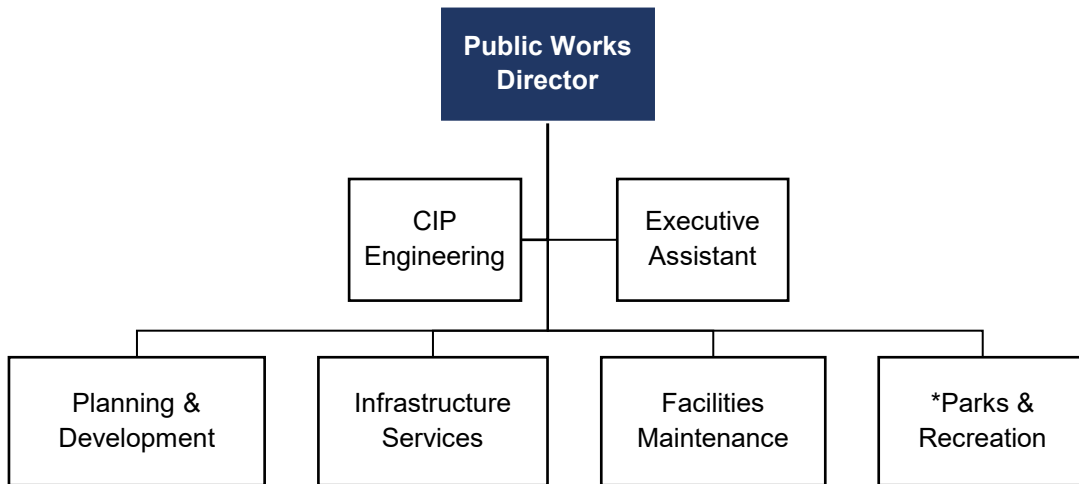 Public Works
Director
CIP
Engineering
Executive
Assistant
Planning &
Development
Infrastructure
Services
Facilities
Maintenance
*Parks &
Recreation